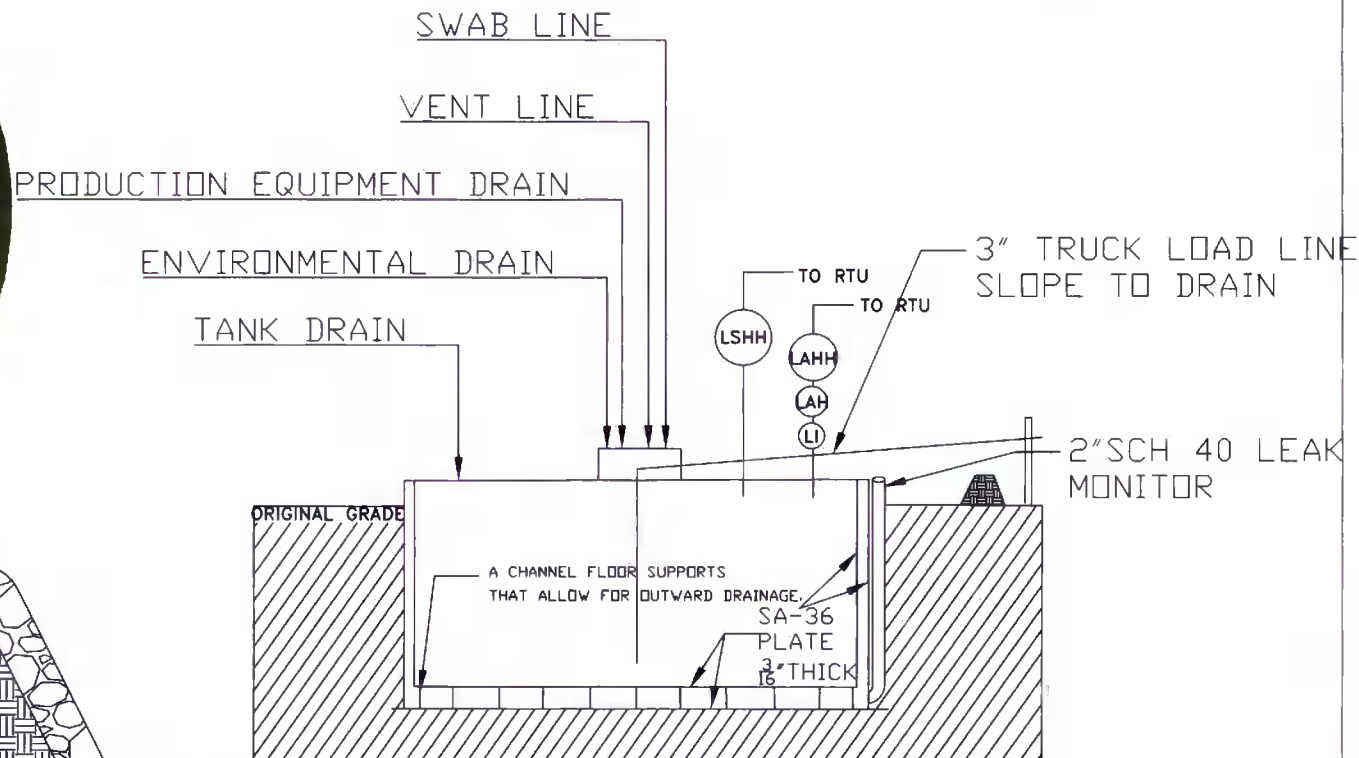 SWAB LINE
VENT LINE
PRODUCTION EQUIPMENT DRAIN
ENVIRONMENTAL DRAIN
TANK DRAIN
TO RTU
TO RTU
LSHH
LAHH
LAH
LI
3" TRUCK LOAD LINE
SLOPE TO DRAIN
2"SCH 40 LEAK
MONITOR
ORIGINAL GRADE
A CHANNEL FLOOR SUPPORTS
THAT ALLOW FOR OUTWARD DRAINAGE.
SA-36
PLATE
3/16"THICK